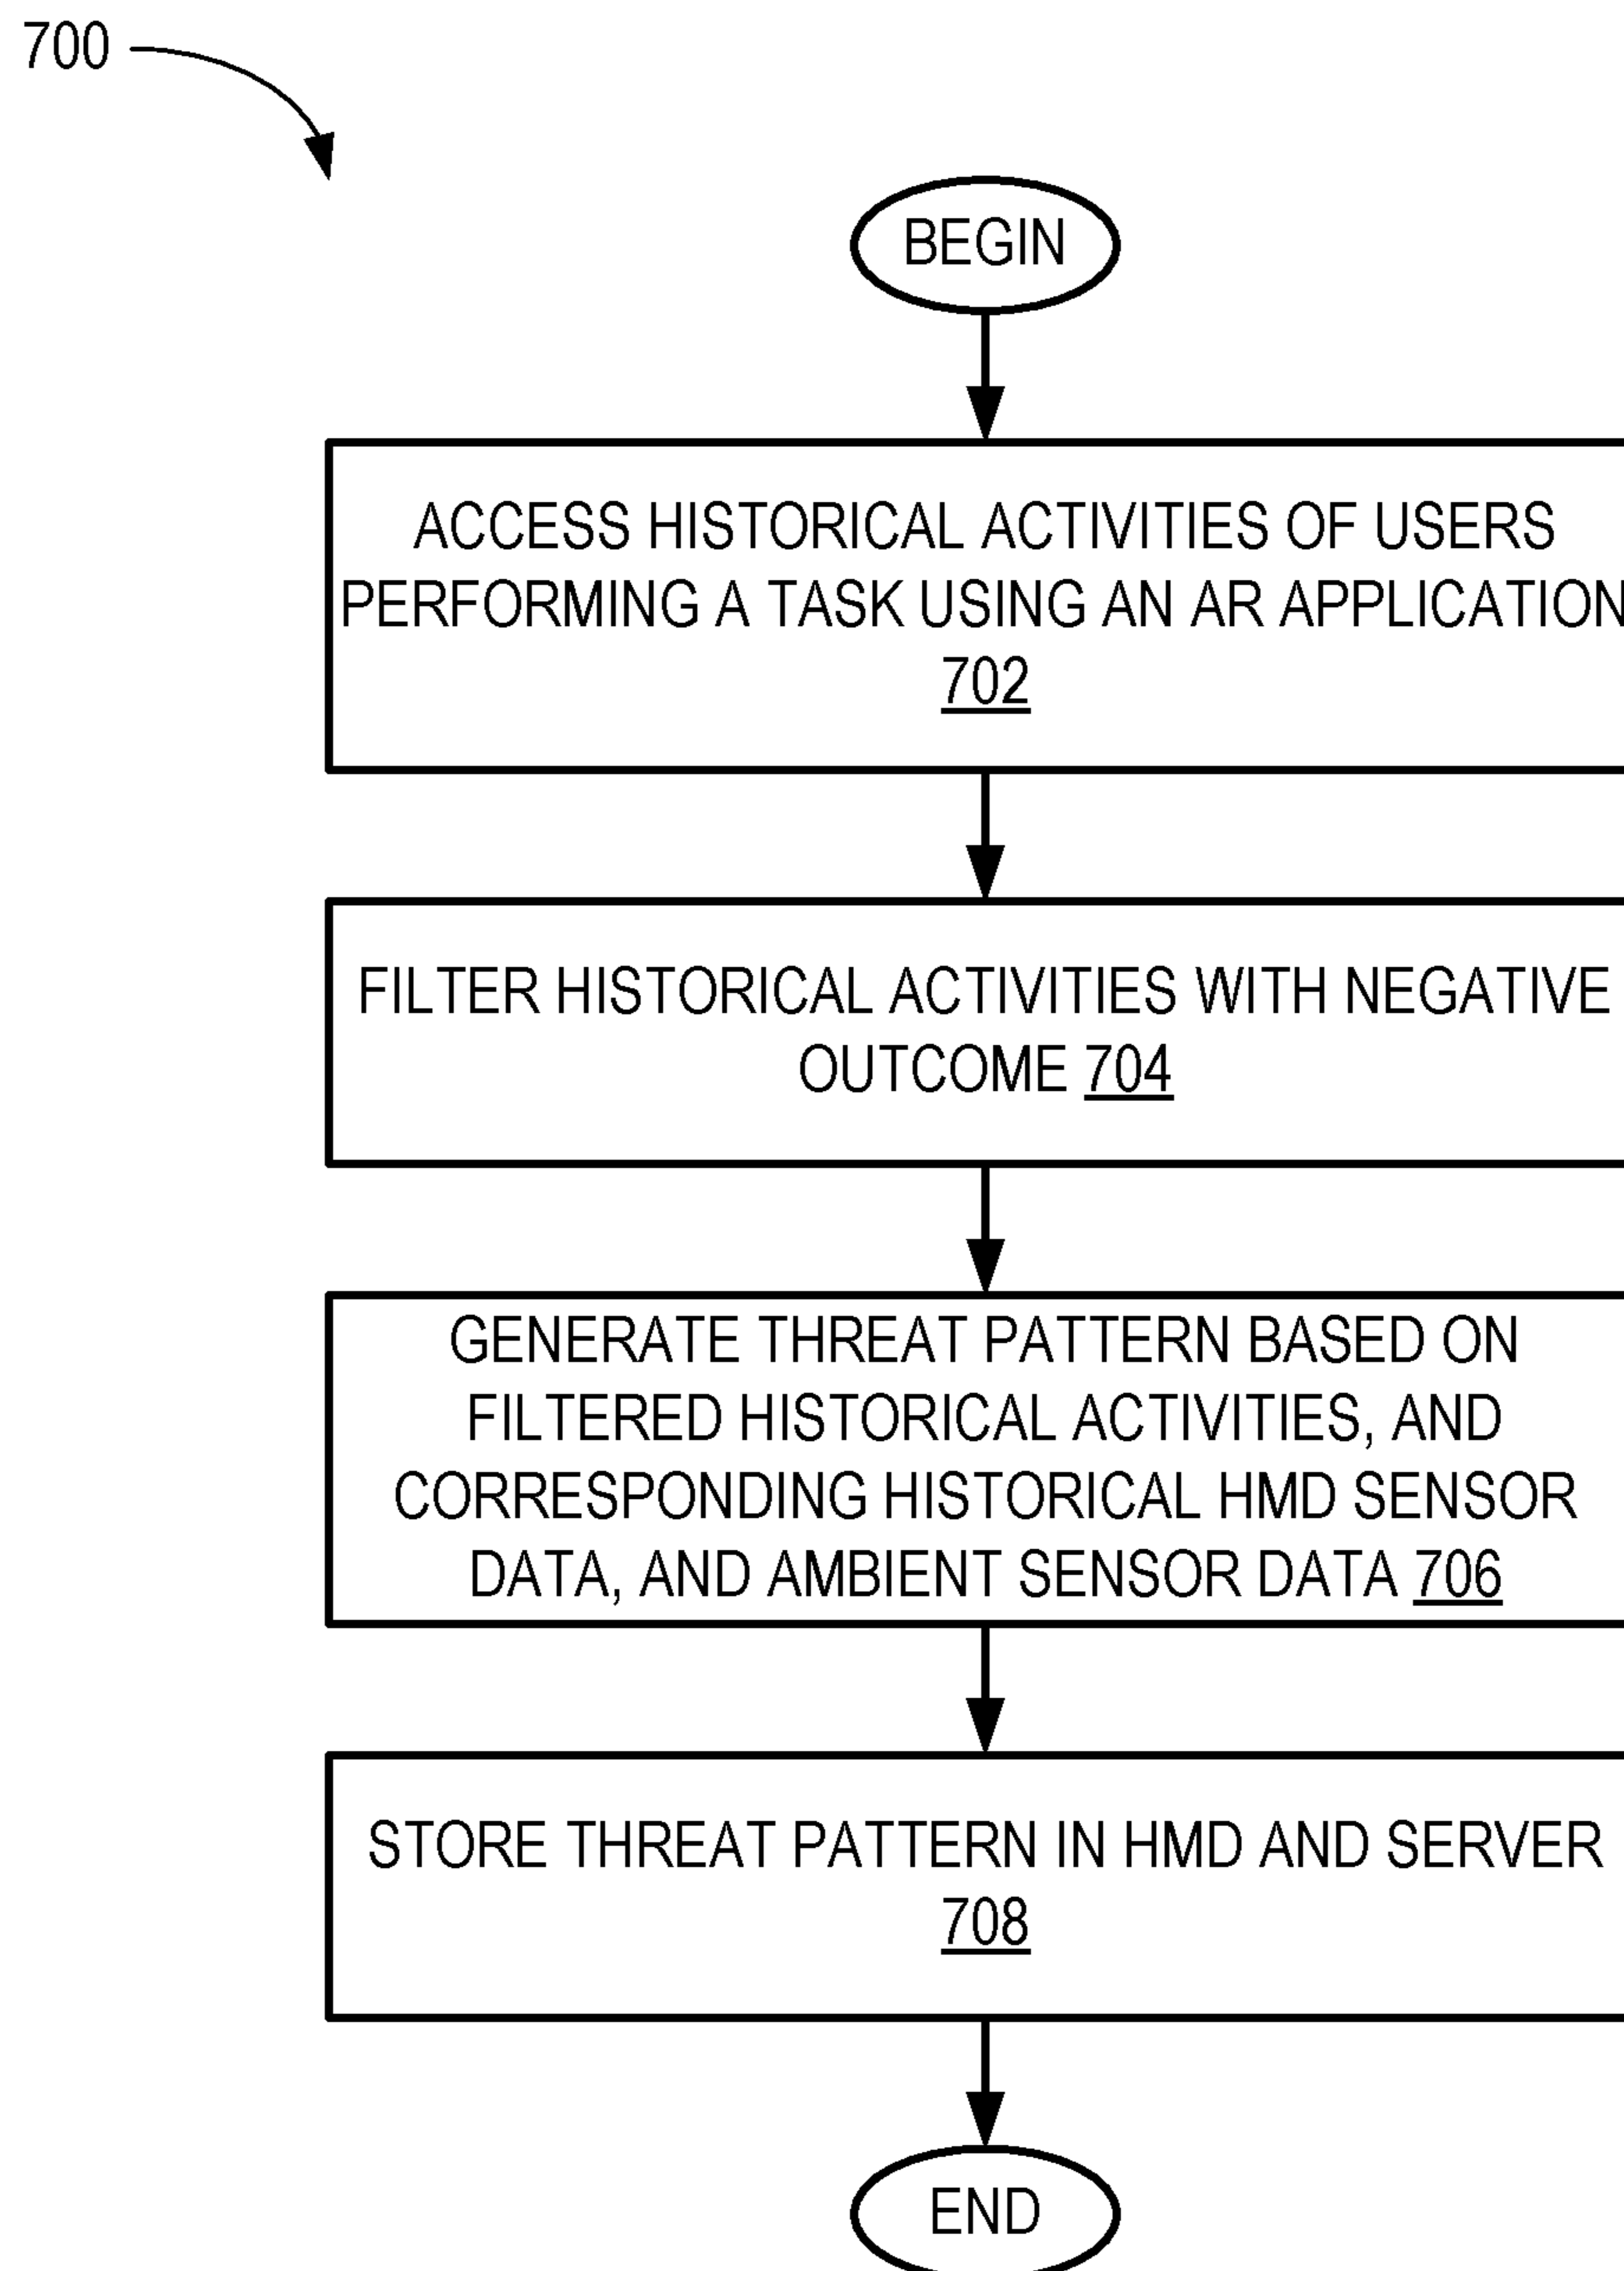 700
BEGIN
ACCESS HISTORICAL ACTIVITIES OF USERS
PERFORMING A TASK USING AN AR APPLICATION
702
FILTER HISTORICAL ACTIVITIES WITH NEGATIVE
OUTCOME 704
GENERATE THREAT PATTERN BASED ON
FILTERED HISTORICAL ACTIVITIES, AND
CORRESPONDING HISTORICAL HMD SENSOR
DATA, AND AMBIENT SENSOR DATA 706
STORE THREAT PATTERN IN HMD AND SERVER
708
END